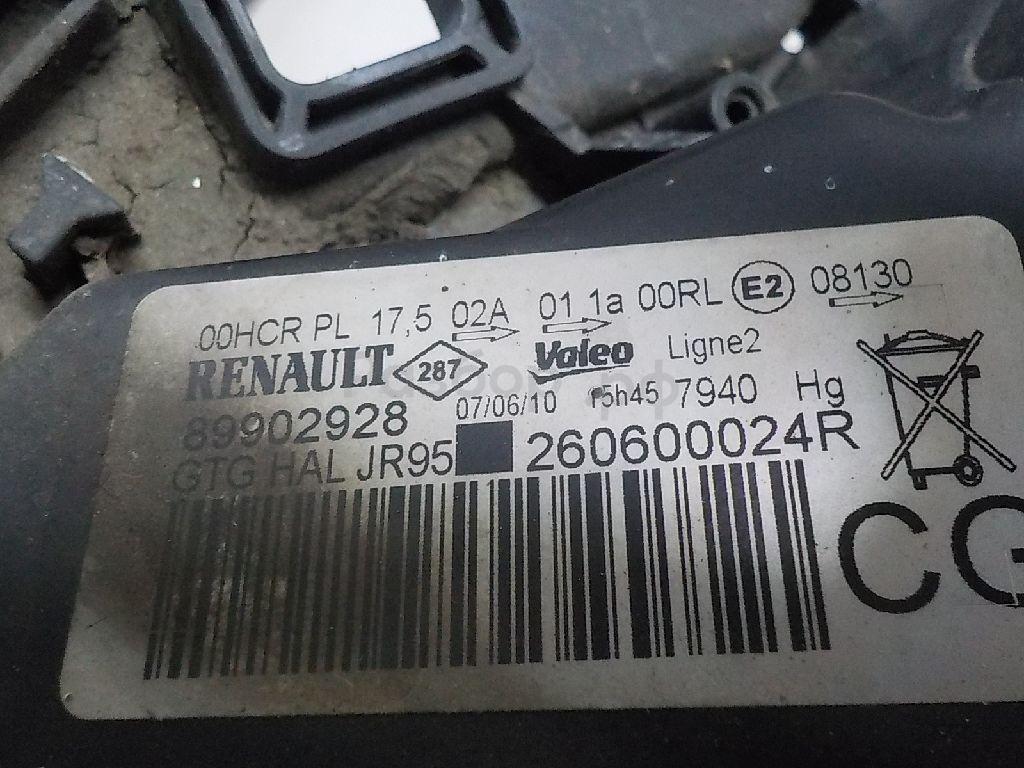 00HCR PL 17,5 02A 01 1a 00RL E2 08130
RENAULT 287 Valeo Ligne2
89902928 07/06/10 15h45 7940 Hg
GTG HAL JR95 260600024R
CG